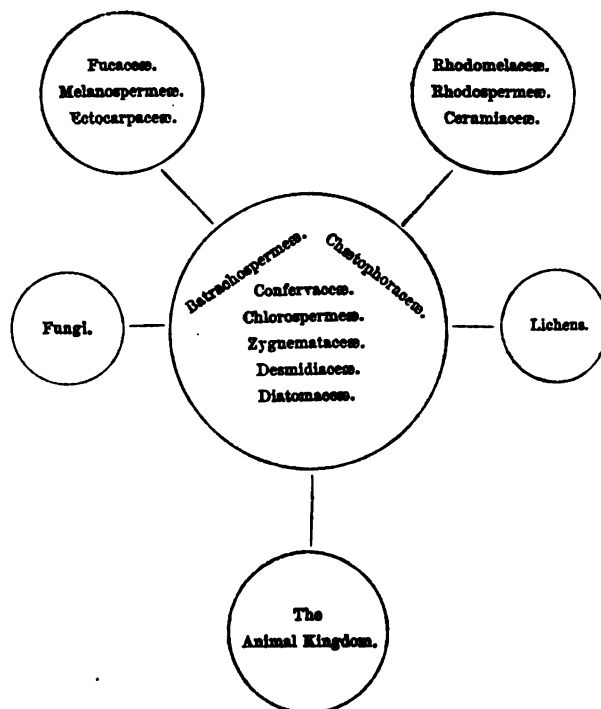 Fucaceæ.
Melanospermeæ.
Ectocarpaceæ.
Rhodomelaceæ.
Rhodospermeæ.
Ceramiaceæ.
Batrachospermeæ.
Chætophoraceæ.
Confervaceæ.
Chlorospermeæ.
Zygnemataceæ.
Desmidiaceæ.
Diatomaceæ.
Fungi.
Lichens.
The
Animal Kingdom.